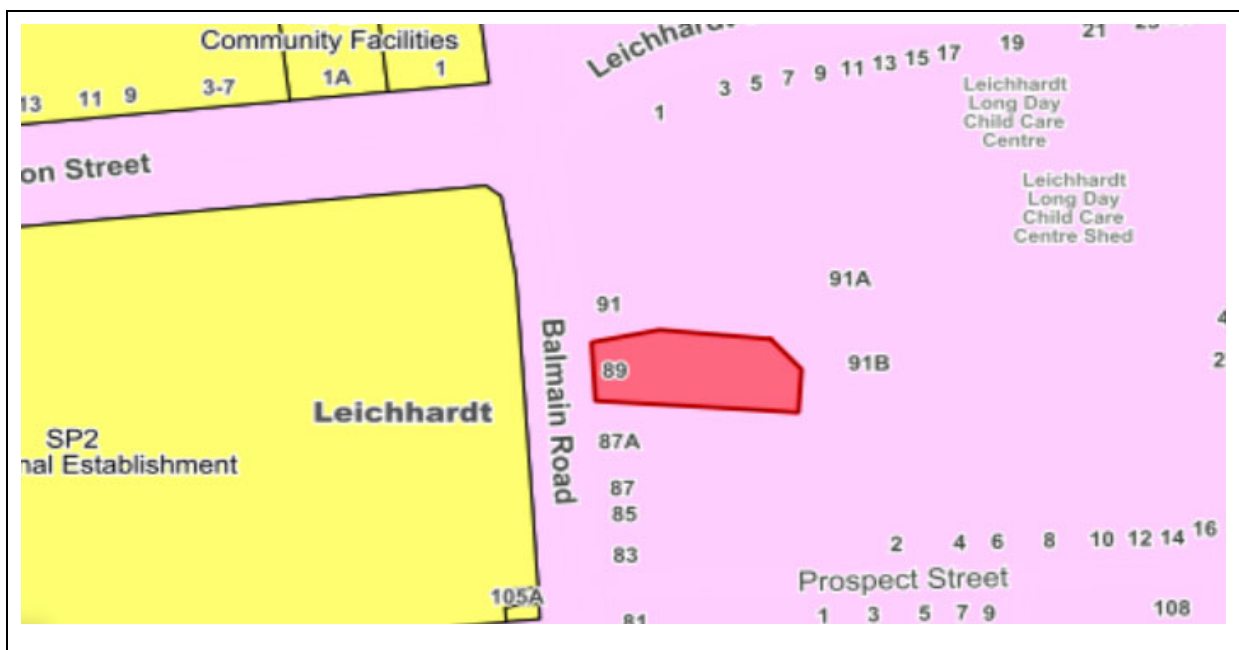 Community Facilities
13
11
9
3-7
1A
1
on Street
Leichhardt
1
3
5
7
9
11
13
15
17
19
21
Leichhardt
Long Day
Child Care
Centre
Leichhardt
Long Day
Child Care
Centre Shed
91A
91
89
91B
Leichhardt
Balmain Road
SP2
nal Establishment
87A
87
85
83
81
105A
2
4
6
8
10
12
14
16
Prospect Street
1
3
5
7
9
108